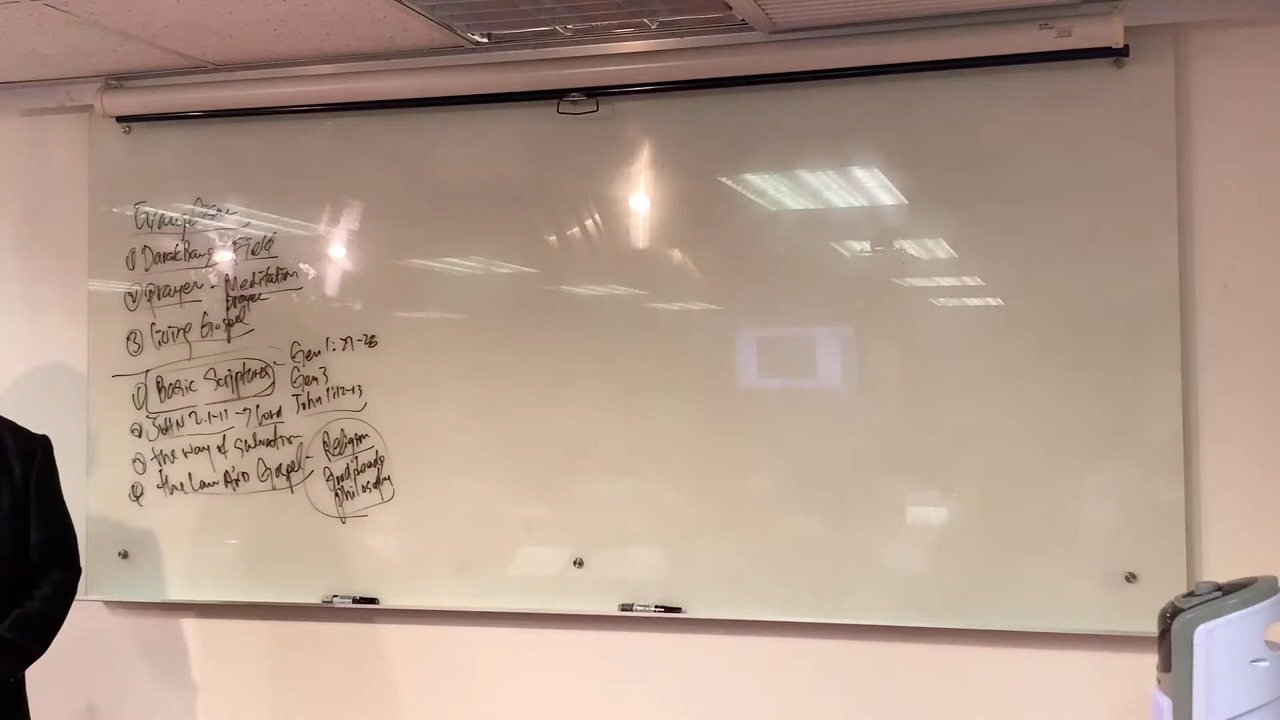 Evangelism
① DarakBang Field
② prayer - Meditation
prayer
③ Giving Gospel
① Basic Scriptures - Gen 1:27-28
Gen 3
② JOHN 2:1-11 → Lord John 1:12-13
③ the way of Salvation
④ the Law AND Gospel - Religion
Good deeds
philosophy